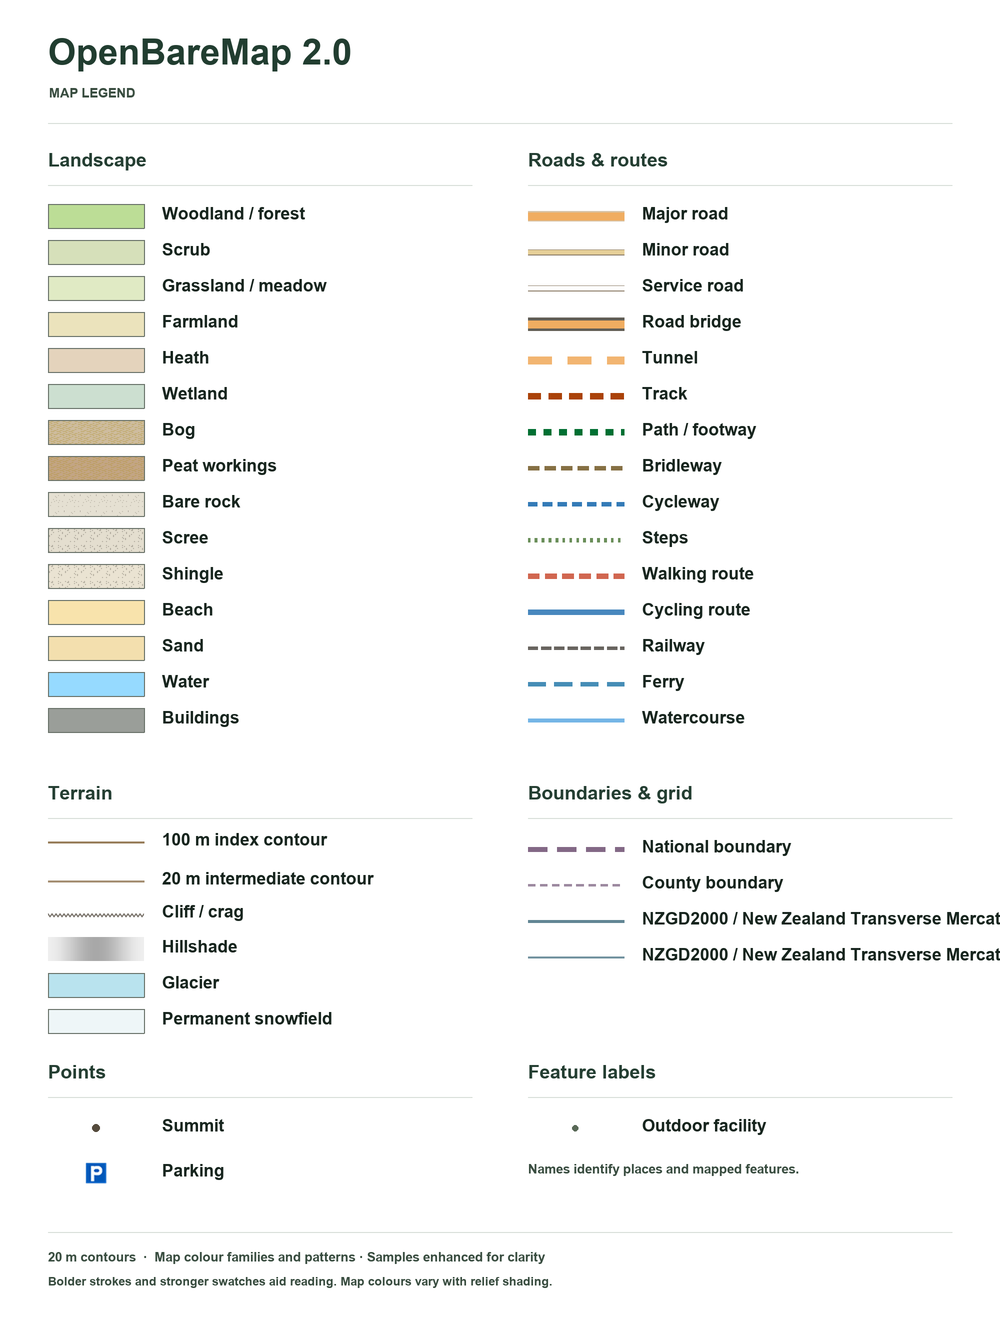 OpenBareMap 2.0
MAP LEGEND
Landscape
Woodland / forest
Scrub
Grassland / meadow
Farmland
Heath
Wetland
Bog
Peat workings
Bare rock
Scree
Shingle
Beach
Sand
Water
Buildings
Roads & routes
Major road
Minor road
Service road
Road bridge
Tunnel
Track
Path / footway
Bridleway
Cycleway
Steps
Walking route
Cycling route
Railway
Ferry
Watercourse
Terrain
100 m index contour
20 m intermediate contour
Cliff / crag
Hillshade
Glacier
Permanent snowfield
Boundaries & grid
National boundary
County boundary
NZGD2000 / New Zealand Transverse Mercat
NZGD2000 / New Zealand Transverse Mercat
Points
Summit
P
Parking
Feature labels
Outdoor facility
Names identify places and mapped features.
20 m contours · Map colour families and patterns · Samples enhanced for clarity
Bolder strokes and stronger swatches aid reading. Map colours vary with relief shading.